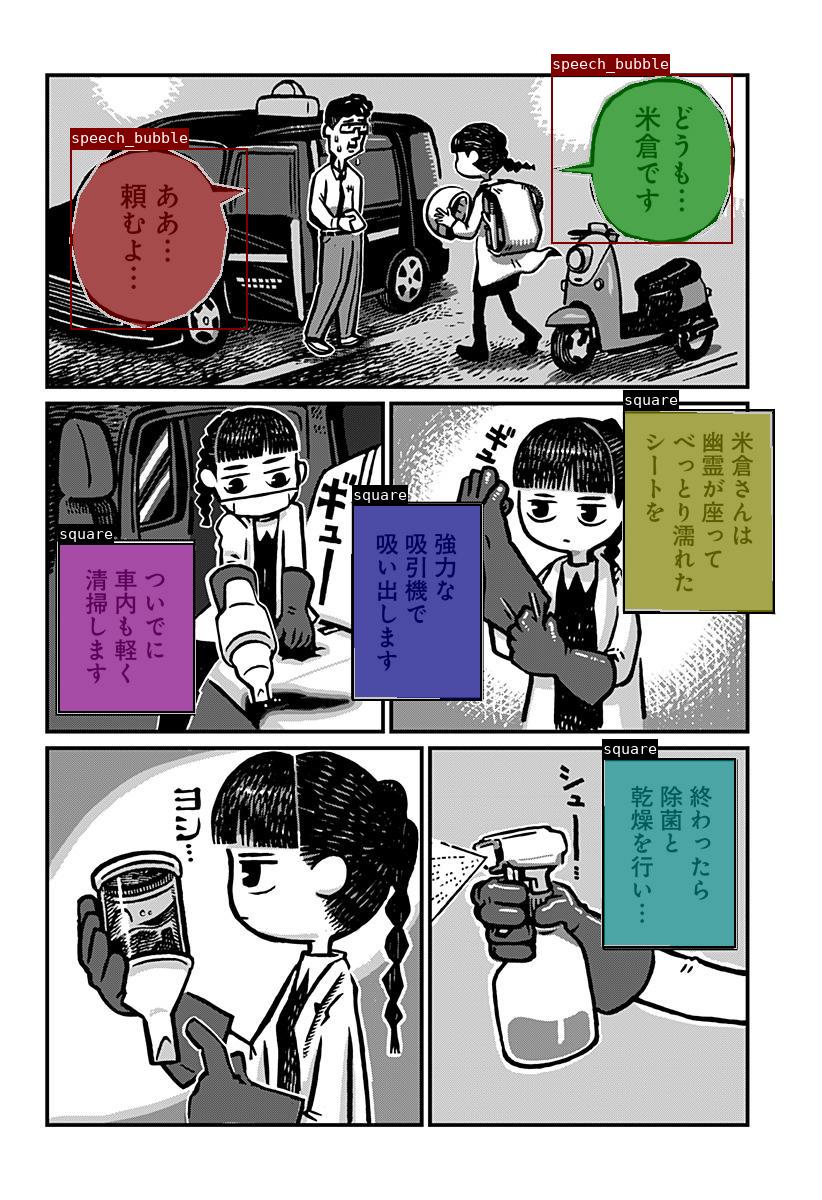 speech_bubble
どうも…
米倉です
speech_bubble
ああ…
頼むよ…
square
米倉さんは
幽霊が座って
べっとり濡れた
シートを
ギュ
square
強力な
吸引機で
吸い出します
ギューー
square
ついでに
車内も軽く
清掃します
square
終わったら
除菌と
乾燥を行い…
シュー…
ヨシ…